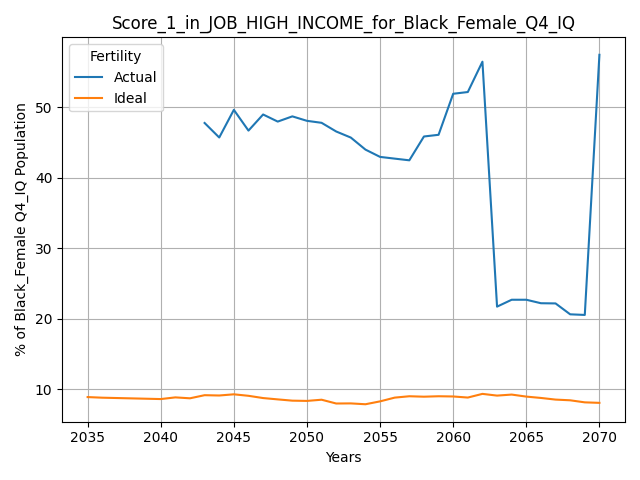 Score_1_in_JOB_HIGH_INCOME_for_Black_Female_Q4_IQ
Fertility
Actual
Ideal
% of Black_Female Q4_IQ Population
50
40
30
20
10
2035 2040 2045 2050 2055 2060 2065 2070
Years